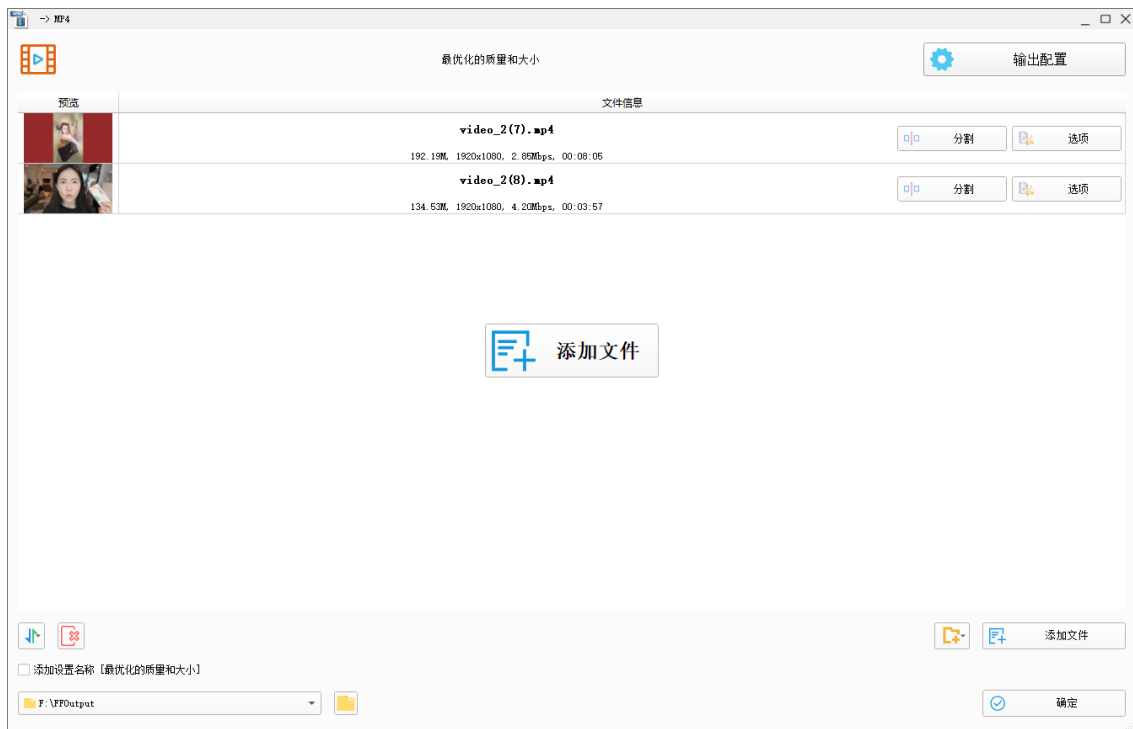 -> MP4
最优化的质量和大小
输出配置
预览
文件信息
video_2(7).mp4
192.19M, 1920x1080, 2.85Mbps, 00:08:05
分割
选项
video_2(8).mp4
134.53M, 1920x1080, 4.20Mbps, 00:03:57
分割
选项
添加文件
添加文件
添加设置名称 [最优化的质量和大小]
F:\FFOutput
确定